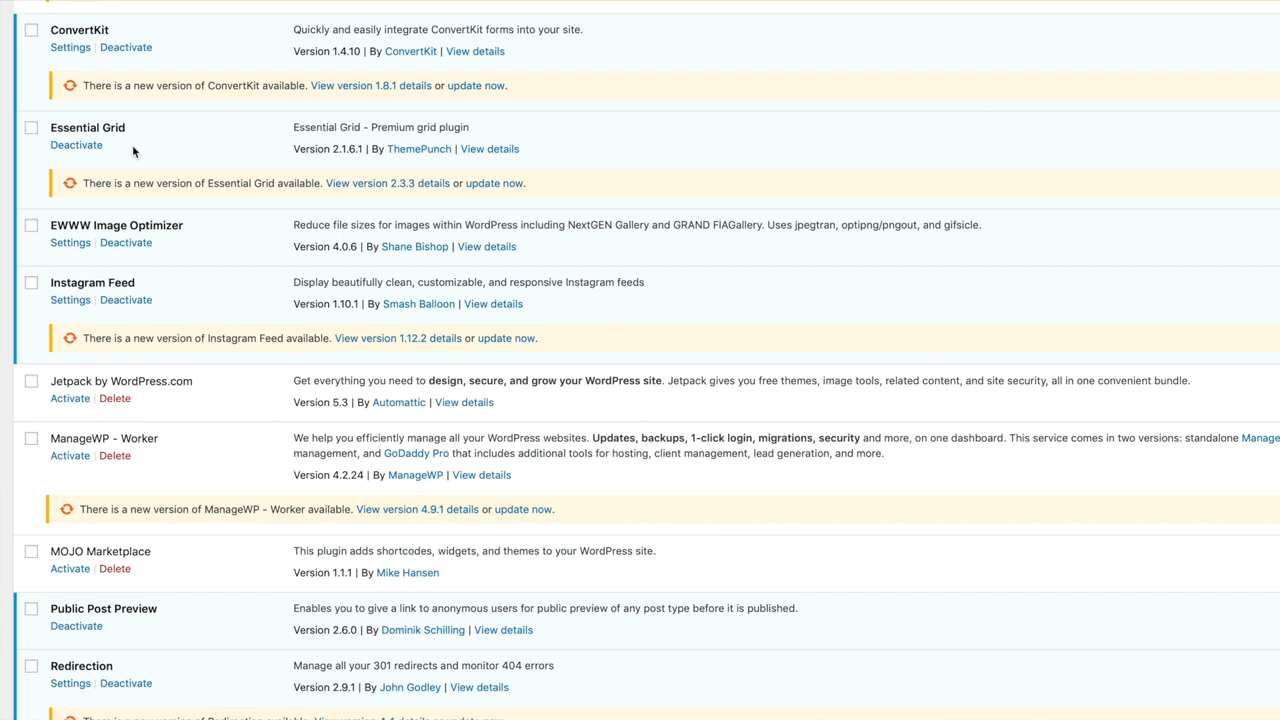 ConvertKit
Quickly and easily integrate ConvertKit forms into your site.
Settings | Deactivate
Version 1.4.10 | By ConvertKit | View details
There is a new version of ConvertKit available. View version 1.8.1 details or update now.
Essential Grid
Essential Grid - Premium grid plugin
Deactivate
Version 2.1.6.1 | By ThemePunch | View details
There is a new version of Essential Grid available. View version 2.3.3 details or update now.
EWWW Image Optimizer
Reduce file sizes for images within WordPress including NextGEN Gallery and GRAND FlAGallery. Uses jpegtran, optipng/pngout, and gifsicle.
Settings | Deactivate
Version 4.0.6 | By Shane Bishop | View details
Instagram Feed
Display beautifully clean, customizable, and responsive Instagram feeds
Settings | Deactivate
Version 1.10.1 | By Smash Balloon | View details
There is a new version of Instagram Feed available. View version 1.12.2 details or update now.
Jetpack by WordPress.com
Get everything you need to design, secure, and grow your WordPress site. Jetpack gives you free themes, image tools, related content, and site security, all in one convenient bundle.
Activate | Delete
Version 5.3 | By Automattic | View details
ManageWP - Worker
We help you efficiently manage all your WordPress websites. Updates, backups, 1-click login, migrations, security and more, on one dashboard. This service comes in two versions: standalone Manage
Activate | Delete
management, and GoDaddy Pro that includes additional tools for hosting, client management, lead generation, and more.
Version 4.2.24 | By ManageWP | View details
There is a new version of ManageWP - Worker available. View version 4.9.1 details or update now.
MOJO Marketplace
This plugin adds shortcodes, widgets, and themes to your WordPress site.
Activate | Delete
Version 1.1.1 | By Mike Hansen
Public Post Preview
Enables you to give a link to anonymous users for public preview of any post type before it is published.
Deactivate
Version 2.6.0 | By Dominik Schilling | View details
Redirection
Manage all your 301 redirects and monitor 404 errors
Settings | Deactivate
Version 2.9.1 | By John Godley | View details